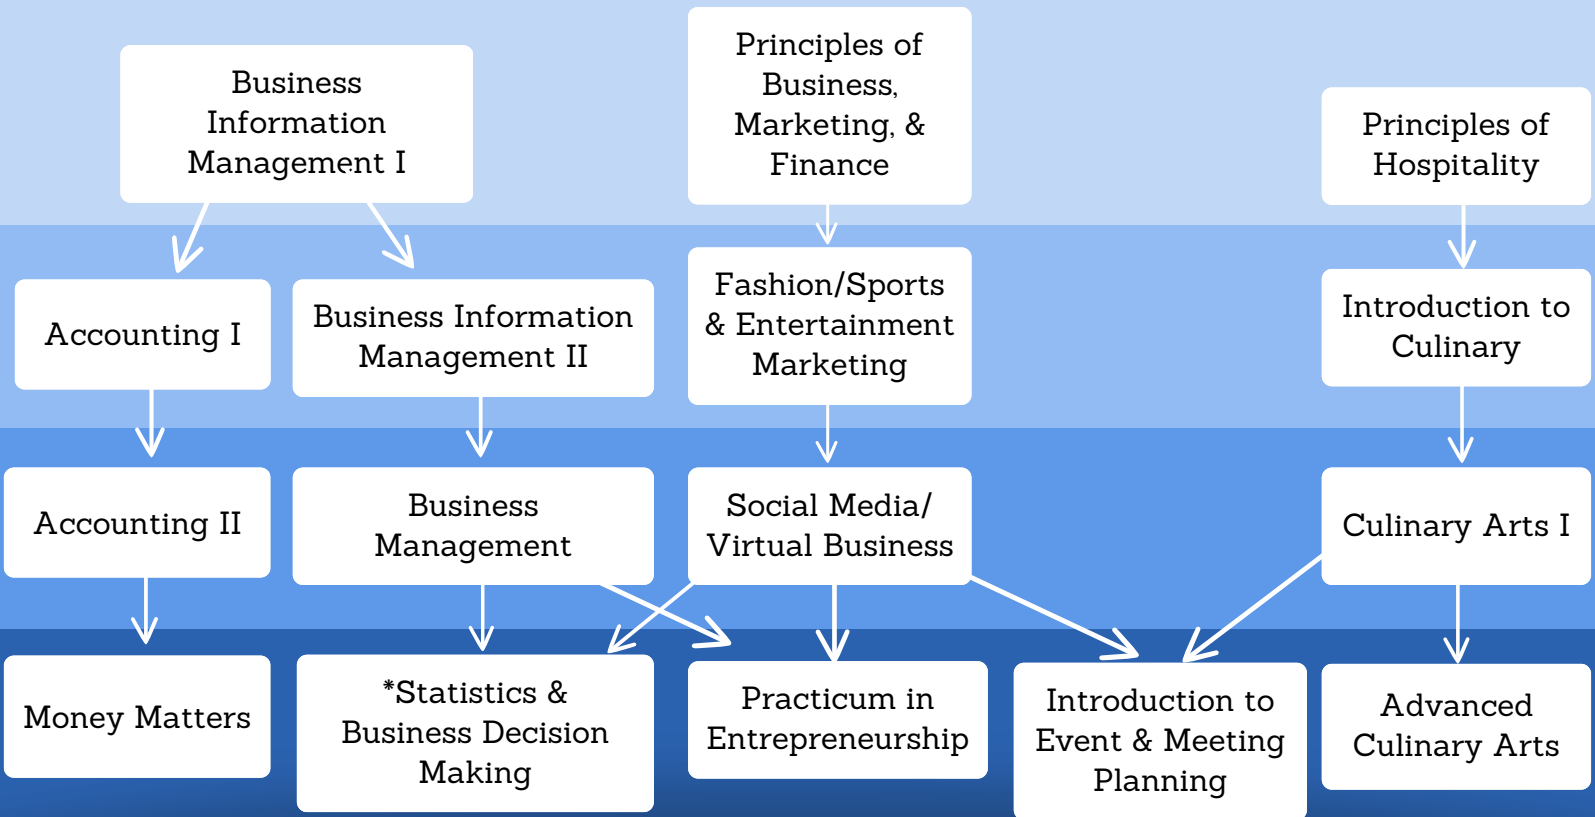 Business
Information
Management I
Principles of
Business,
Marketing, &
Finance
Principles of
Hospitality
Accounting I
Business Information
Management II
Fashion/Sports
& Entertainment
Marketing
Introduction to
Culinary
Accounting II
Business
Management
Social Media/
Virtual Business
Culinary Arts I
Money Matters
*Statistics &
Business Decision
Making
Practicum in
Entrepreneurship
Introduction to
Event & Meeting
Planning
Advanced
Culinary Arts